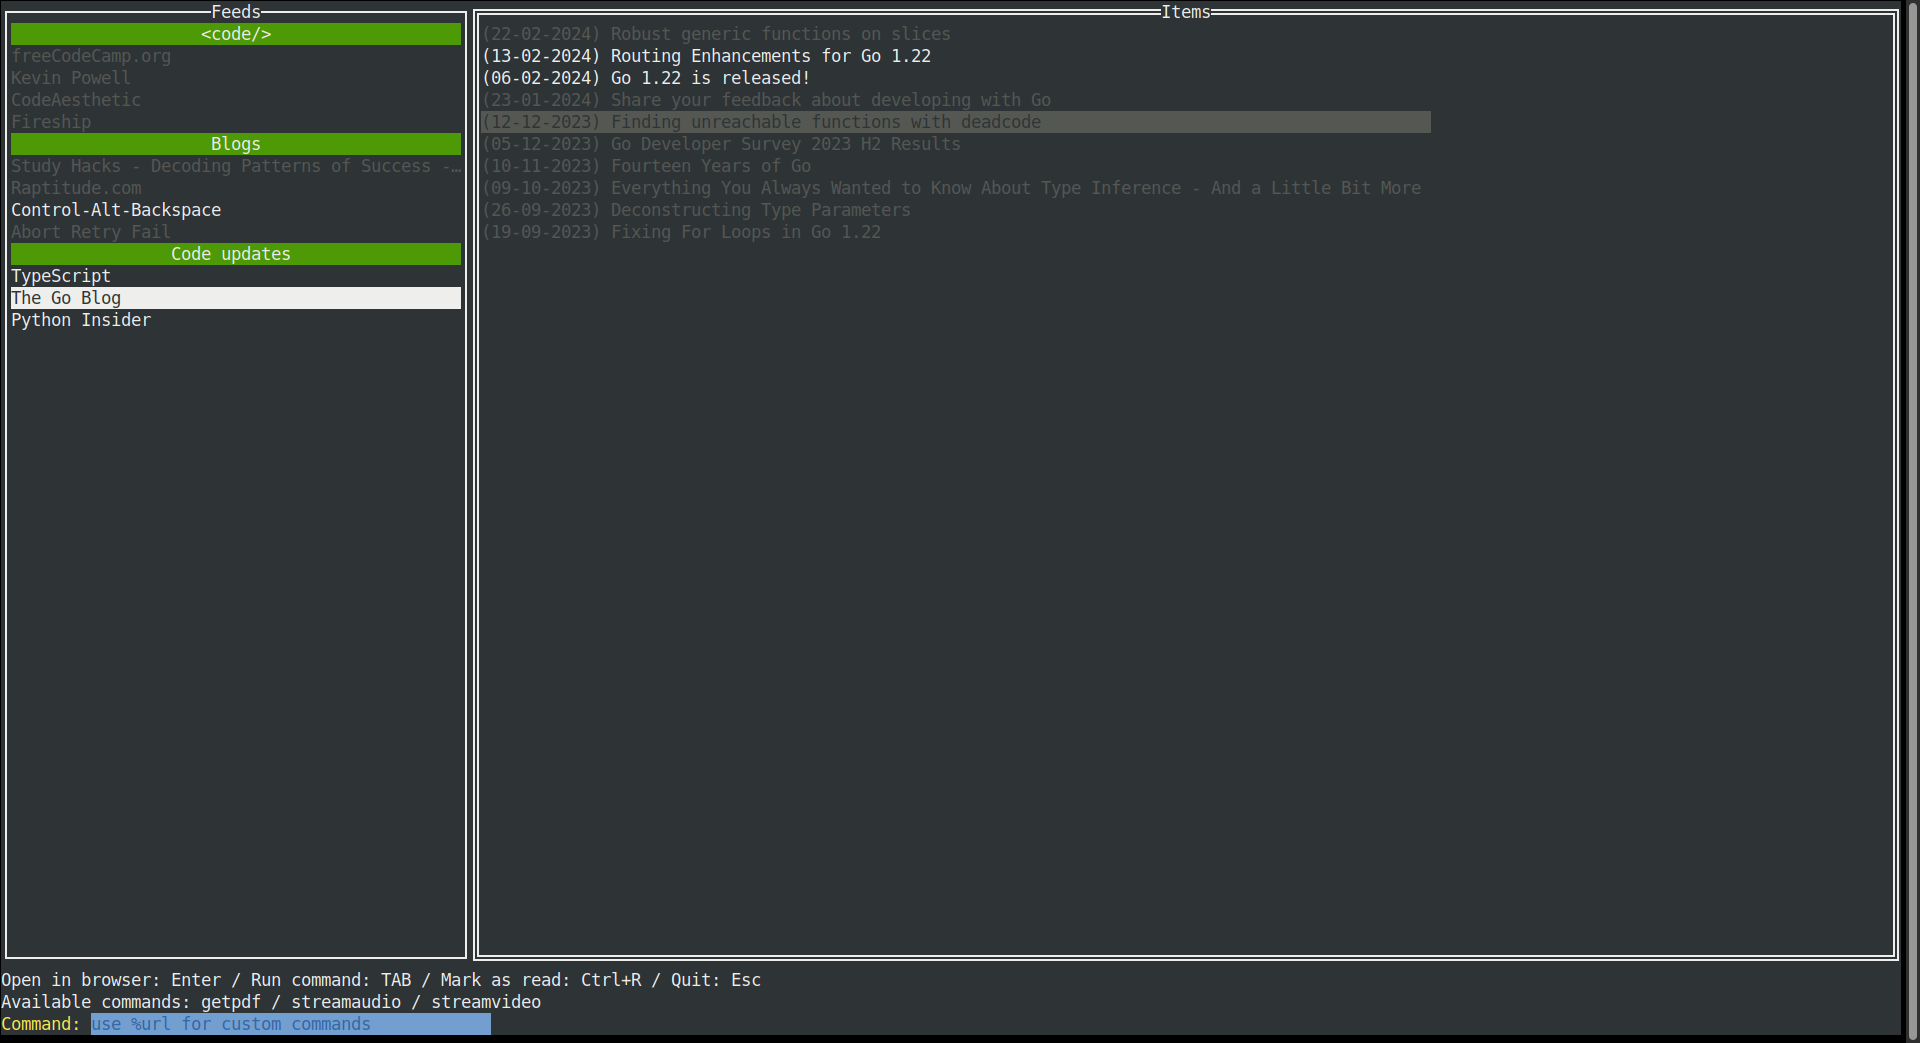 Feeds
<code/>
freeCodeCamp.org
Kevin Powell
CodeAesthetic
Fireship
Blogs
Study Hacks - Decoding Patterns of Success -…
Raptitude.com
Control-Alt-Backspace
Abort Retry Fail
Code updates
TypeScript
The Go Blog
Python Insider
Items
(22-02-2024) Robust generic functions on slices
(13-02-2024) Routing Enhancements for Go 1.22
(06-02-2024) Go 1.22 is released!
(23-01-2024) Share your feedback about developing with Go
(12-12-2023) Finding unreachable functions with deadcode
(05-12-2023) Go Developer Survey 2023 H2 Results
(10-11-2023) Fourteen Years of Go
(09-10-2023) Everything You Always Wanted to Know About Type Inference - And a Little Bit More
(26-09-2023) Deconstructing Type Parameters
(19-09-2023) Fixing For Loops in Go 1.22
Open in browser: Enter / Run command: TAB / Mark as read: Ctrl+R / Quit: Esc
Available commands: getpdf / streamaudio / streamvideo
Command: use %url for custom commands